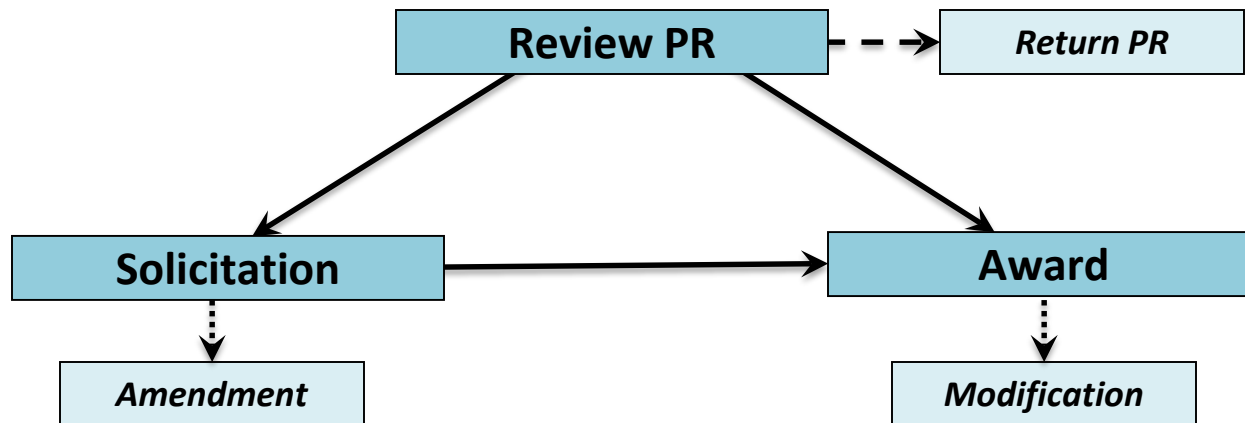 Review PR
Return PR
Solicitation
Award
Amendment
Modification